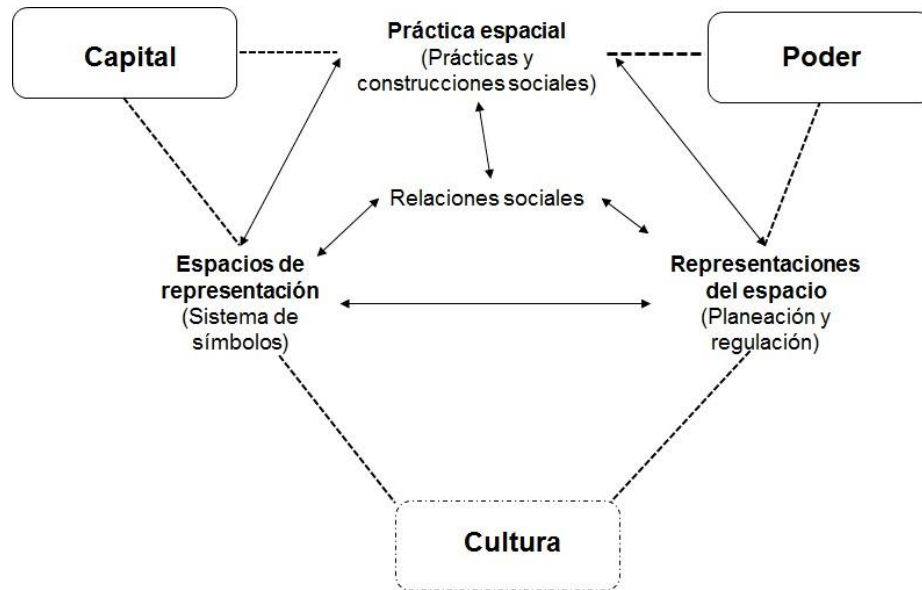 Capital
Práctica espacial
(Prácticas y
construcciones sociales)
Poder
Relaciones sociales
Espacios de
representación
(Sistema de
símbolos)
Representaciones
del espacio
(Planeación y
regulación)
Cultura